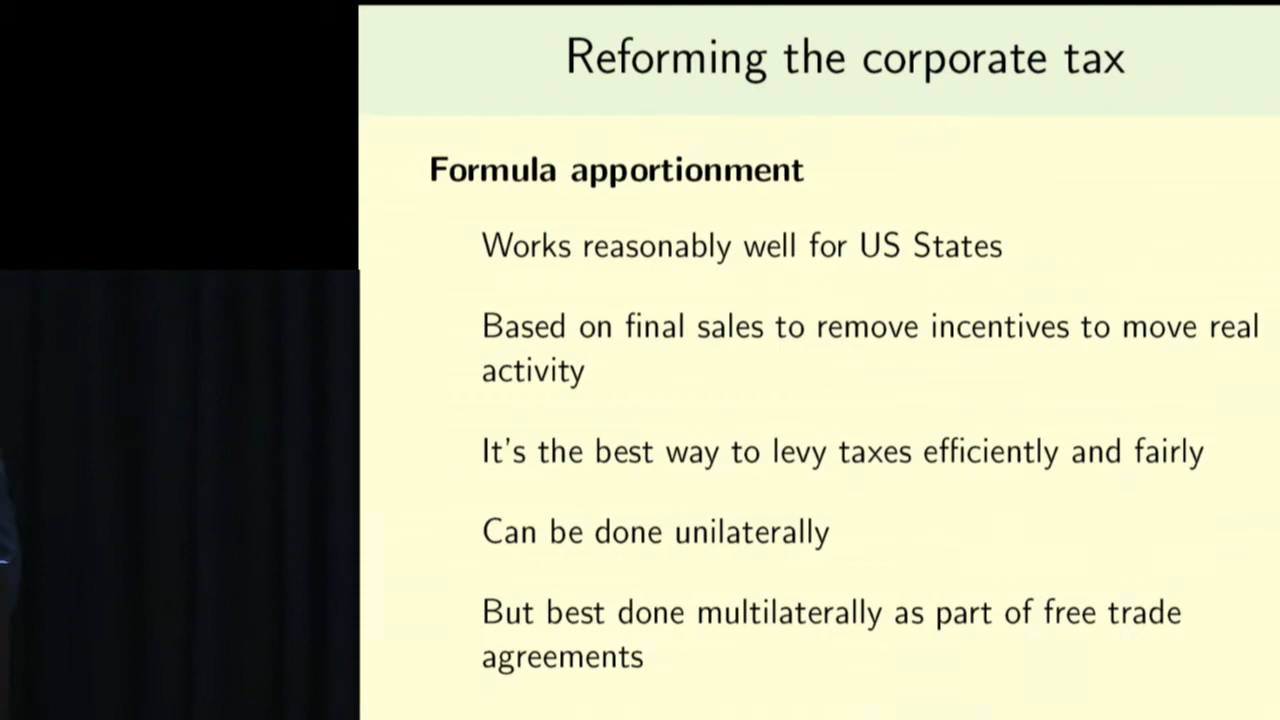 Reforming the corporate tax
Formula apportionment
Works reasonably well for US States
Based on final sales to remove incentives to move real
activity
It's the best way to levy taxes efficiently and fairly
Can be done unilaterally
But best done multilaterally as part of free trade
agreements